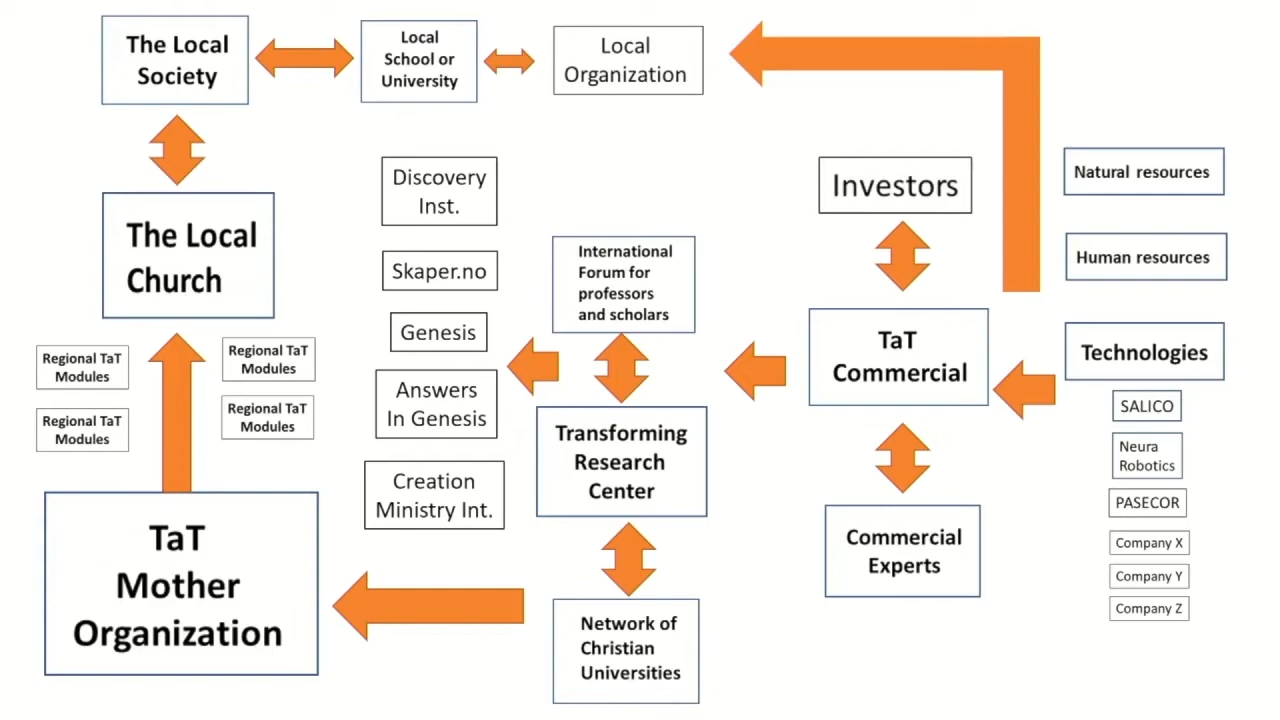 The Local
Society
Local
School or
University
Local
Organization
Discovery
Inst.
Investors
Natural resources
The Local
Church
International
Forum for
professors
and scholars
Human resources
Skaper.no
Genesis
TaT
Commercial
Technologies
Regional TaT
Modules
Regional TaT
Modules
Regional TaT
Modules
Regional TaT
Modules
Answers
In Genesis
Transforming
Research
Center
SALICO
Neura
Robotics
PASECOR
Company X
Company Y
Company Z
Creation
Ministry Int.
Commercial
Experts
TaT
Mother
Organization
Network of
Christian
Universities